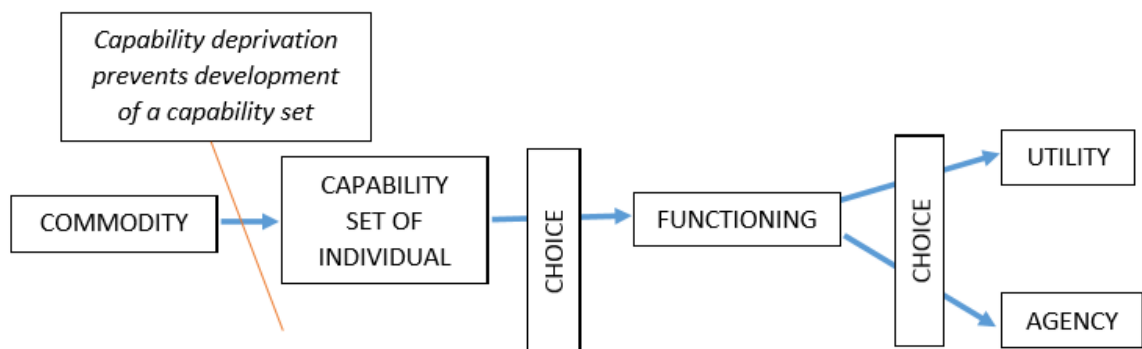 Capability deprivation
prevents development
of a capability set
COMMODITY
CAPABILITY
SET OF
INDIVIDUAL
CHOICE
FUNCTIONING
CHOICE
UTILITY
AGENCY